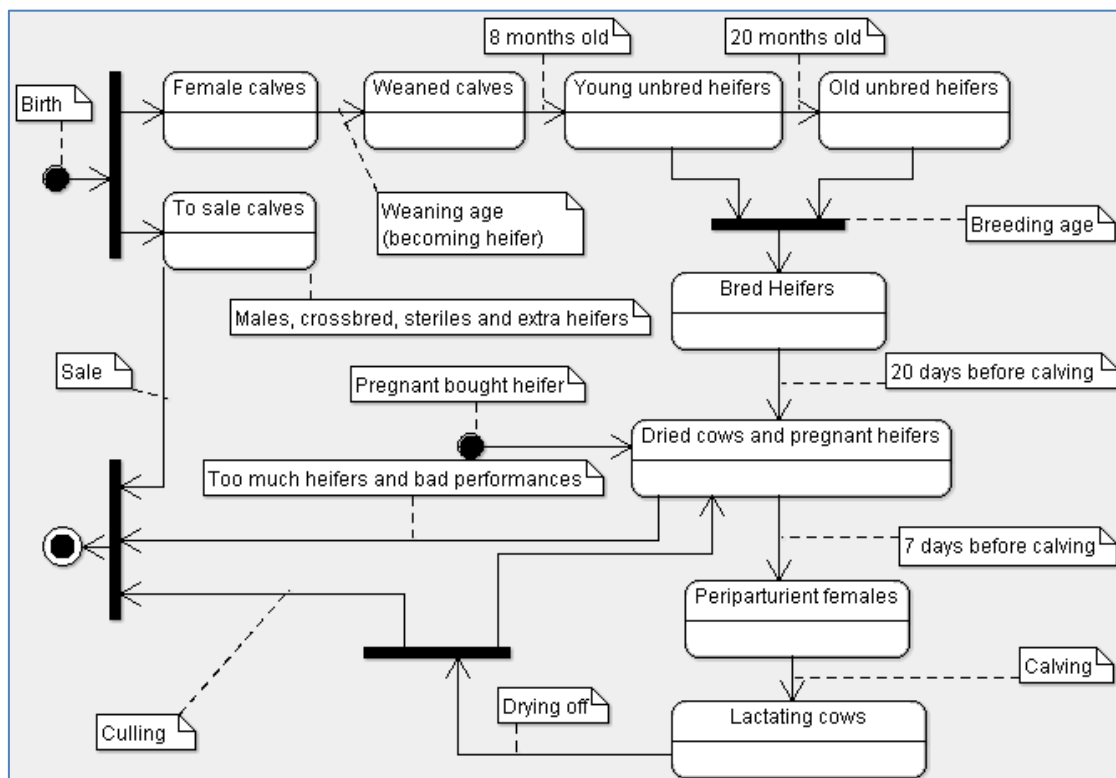 8 months old
20 months old
Birth
Female calves
Weaned calves
Young unbred heifers
Old unbred heifers
To sale calves
Weaning age
(becoming heifer)
Breeding age
Bred Heifers
Males, crossbred, steriles and extra heifers
Sale
Pregnant bought heifer
20 days before calving
Dried cows and pregnant heifers
Too much heifers and bad performances
7 days before calving
Periparturient females
Calving
Drying off
Lactating cows
Culling